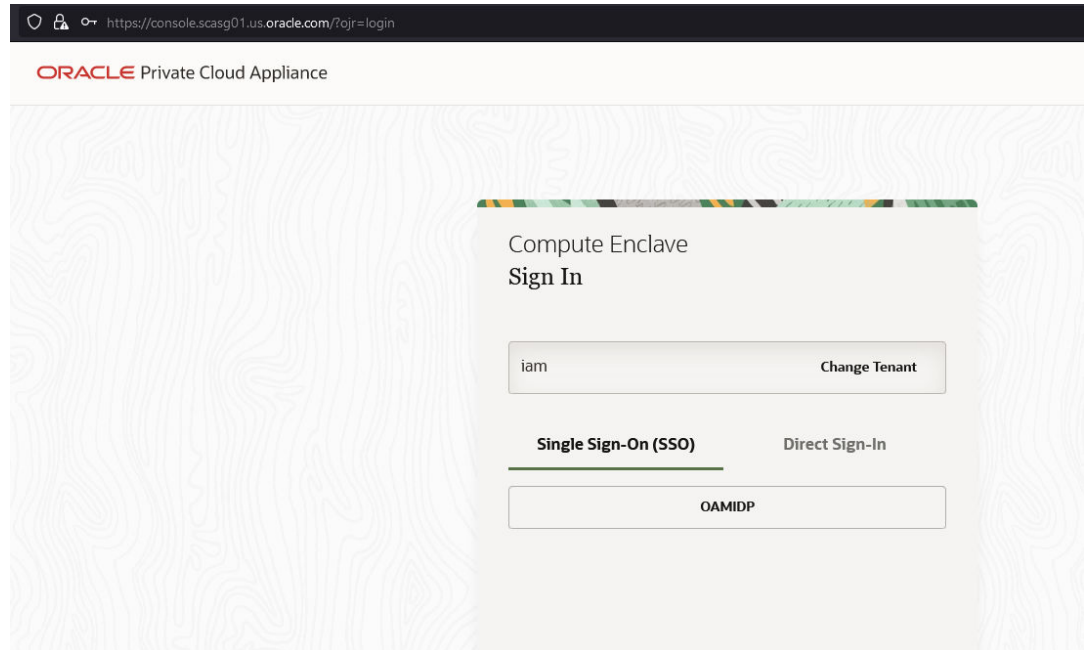 https://console.scasg01.us.oracle.com/?ojr=login
ORACLE Private Cloud Appliance
Compute Enclave
Sign In
iam Change Tenant
Single Sign-On (SSO) Direct Sign-In
OAMIDP